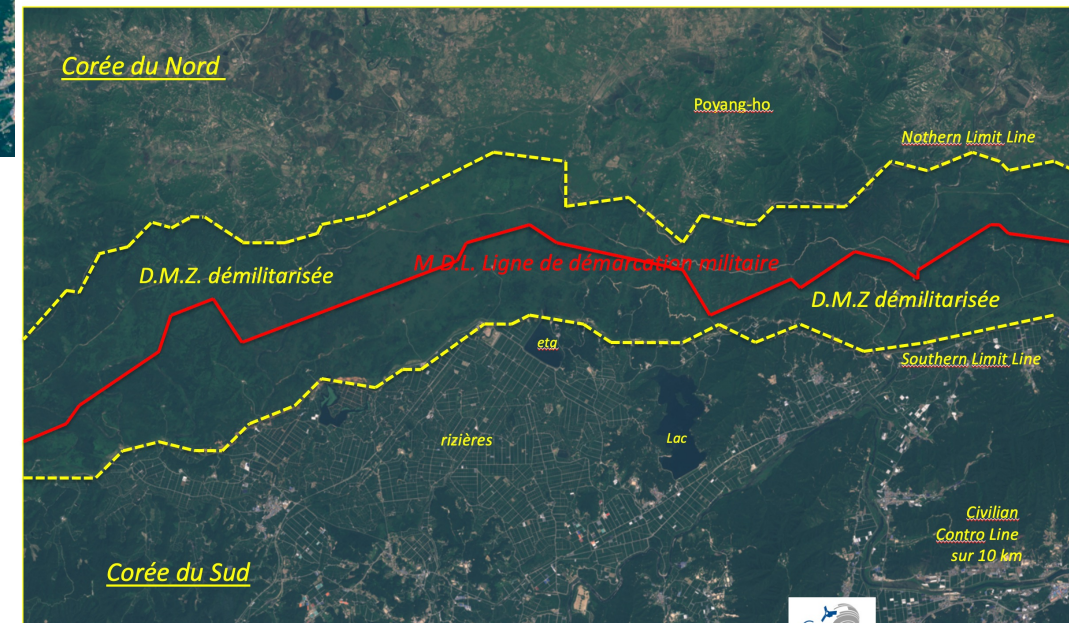 Corée du Nord
Poyang-ho
Nothern Limit Line
M.D.L. Ligne de démarcation militaire
D.M.Z. démilitarisée
D.M.Z démilitarisée
eta
Southern Limit Line
rizières
Lac
Civilian
Contro Line
sur 10 km
Corée du Sud